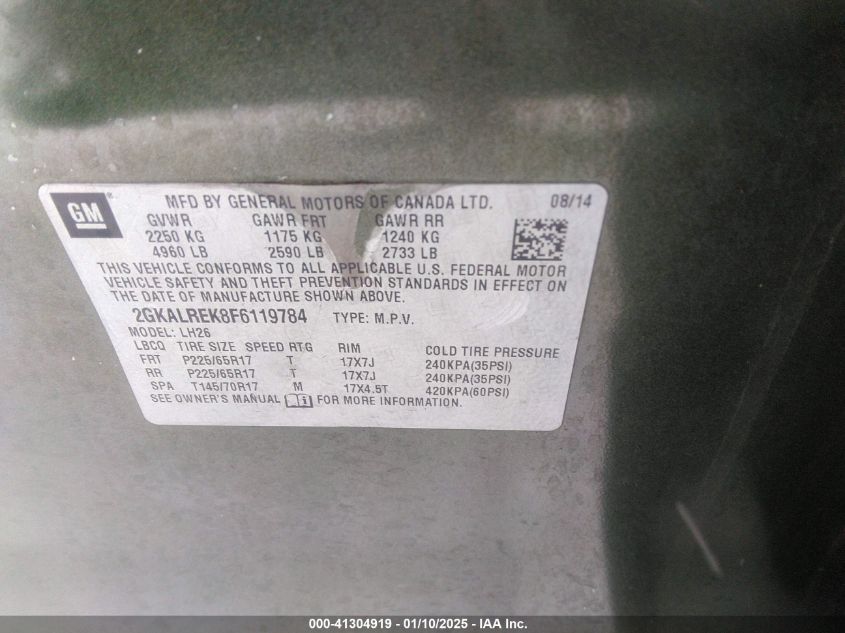 GM
®
MFD BY GENERAL MOTORS OF CANADA LTD. 08/14
GVWR GAWR FRT GAWR RR
2250 KG 1175 KG 1240 KG
4960 LB 2590 LB 2733 LB
THIS VEHICLE CONFORMS TO ALL APPLICABLE U.S. FEDERAL MOTOR
VEHICLE SAFETY AND THEFT PREVENTION STANDARDS IN EFFECT ON
THE DATE OF MANUFACTURE SHOWN ABOVE.
2GKALREK8F6119784 TYPE: M.P.V.
MODEL: LH26
LBCQ TIRE SIZE SPEED RTG RIM COLD TIRE PRESSURE
FRT P225/65R17 T 17X7J 240KPA(35PSI)
RR P225/65R17 T 17X7J 240KPA(35PSI)
SPA T145/70R17 M 17X4.5T 420KPA(60PSI)
SEE OWNER'S MANUAL i FOR MORE INFORMATION.
000-41304919 — 01/10/2025 — IAA Inc.